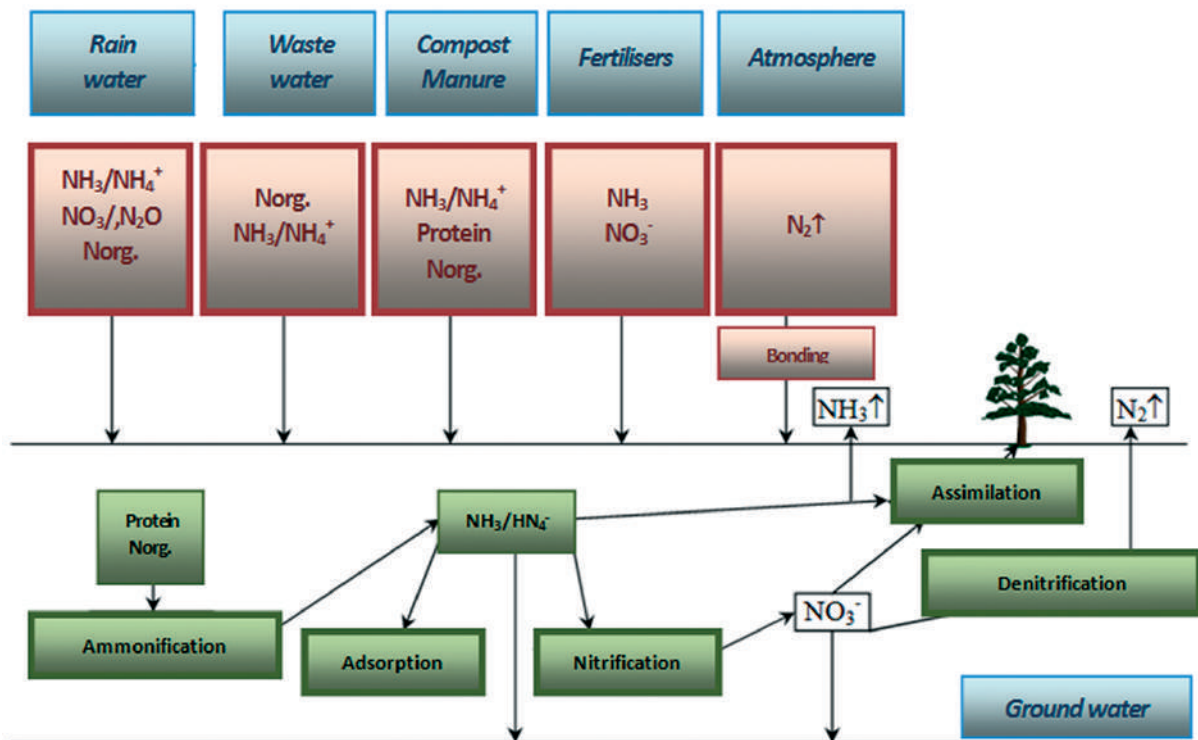 Rain
water
Waste
water
Compost
Manure
Fertilisers
Atmosphere
NH₃/NH₄⁺
NO₃/,N₂O
Norg.
Norg.
NH₃/NH₄⁺
NH₃/NH₄⁺
Protein
Norg.
NH₃
NO₃⁻
N₂↑
Bonding
NH₃↑
N₂↑
Protein
Norg.
NH₃/HN₄⁻
Assimilation
Ammonification
Adsorption
Nitrification
NO₃⁻
Denitrification
Ground water